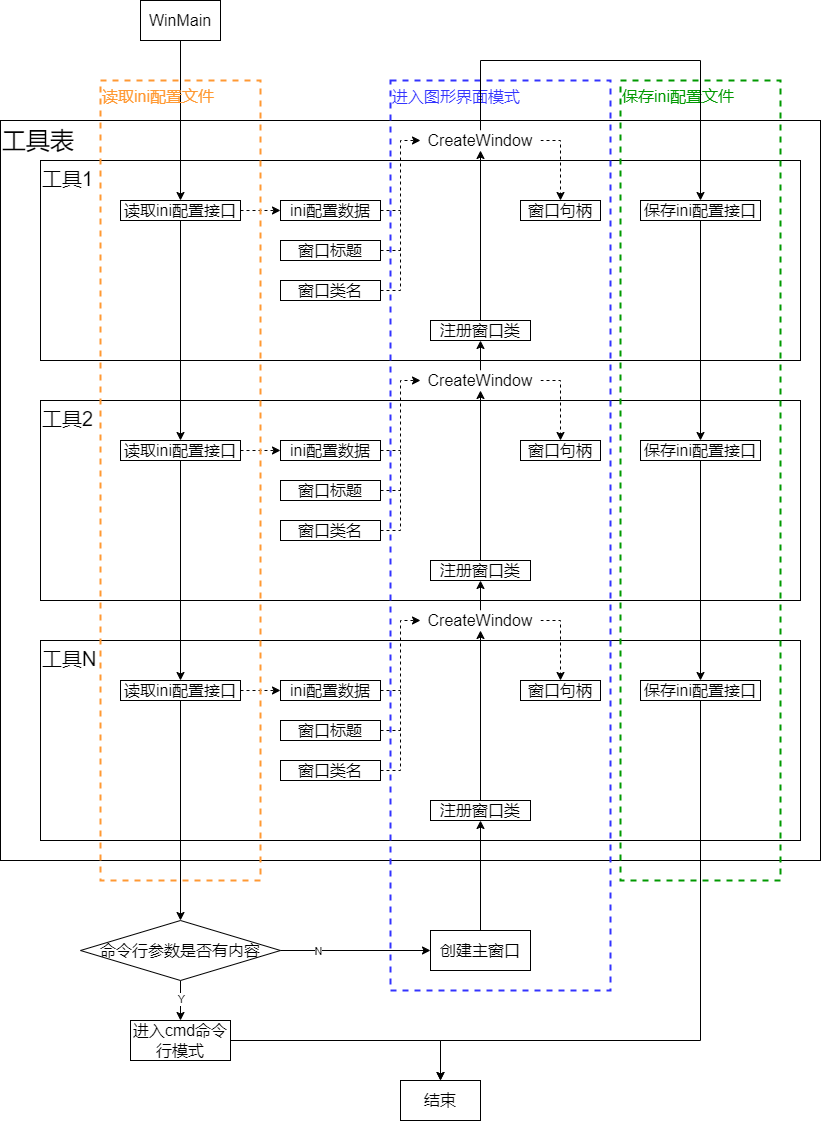 WinMain
读取ini配置文件
进入图形界面模式
保存ini配置文件
工具表
CreateWindow
工具1
读取ini配置接口
ini配置数据
窗口句柄
保存ini配置接口
窗口标题
窗口类名
注册窗口类
CreateWindow
工具2
读取ini配置接口
ini配置数据
窗口句柄
保存ini配置接口
窗口标题
窗口类名
注册窗口类
CreateWindow
工具N
读取ini配置接口
ini配置数据
窗口句柄
保存ini配置接口
窗口标题
窗口类名
注册窗口类
命令行参数是否有内容
N
创建主窗口
Y
进入cmd命令
行模式
结束